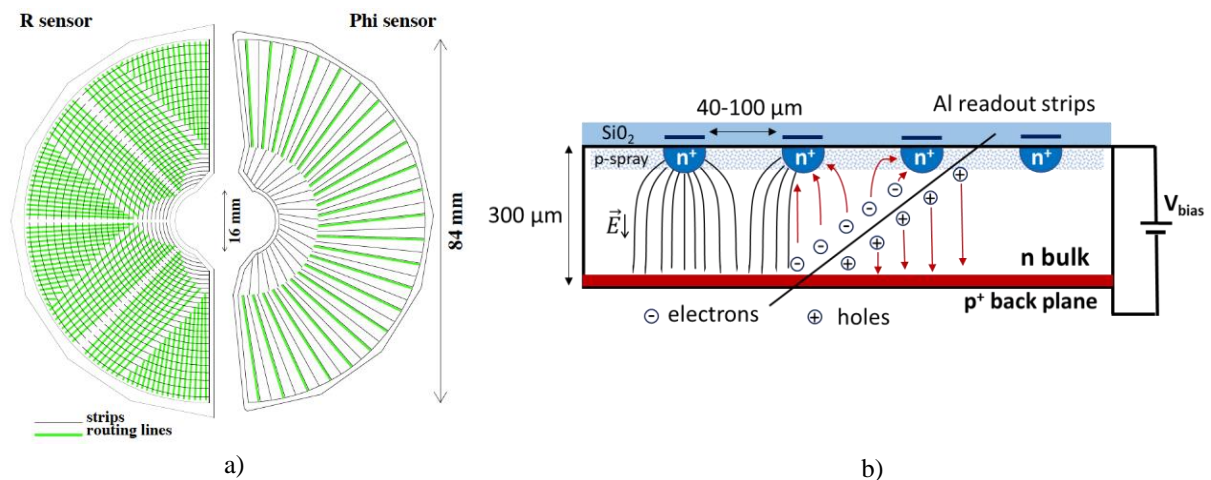 R sensor
Phi sensor
16 mm
84 mm
strips
routing lines
a)
40-100 µm
Al readout strips
SiO₂
p-spray
n⁺
n⁺
n⁺
n⁺
300 µm
E⃗
V_bias
n bulk
p⁺ back plane
electrons
holes
b)